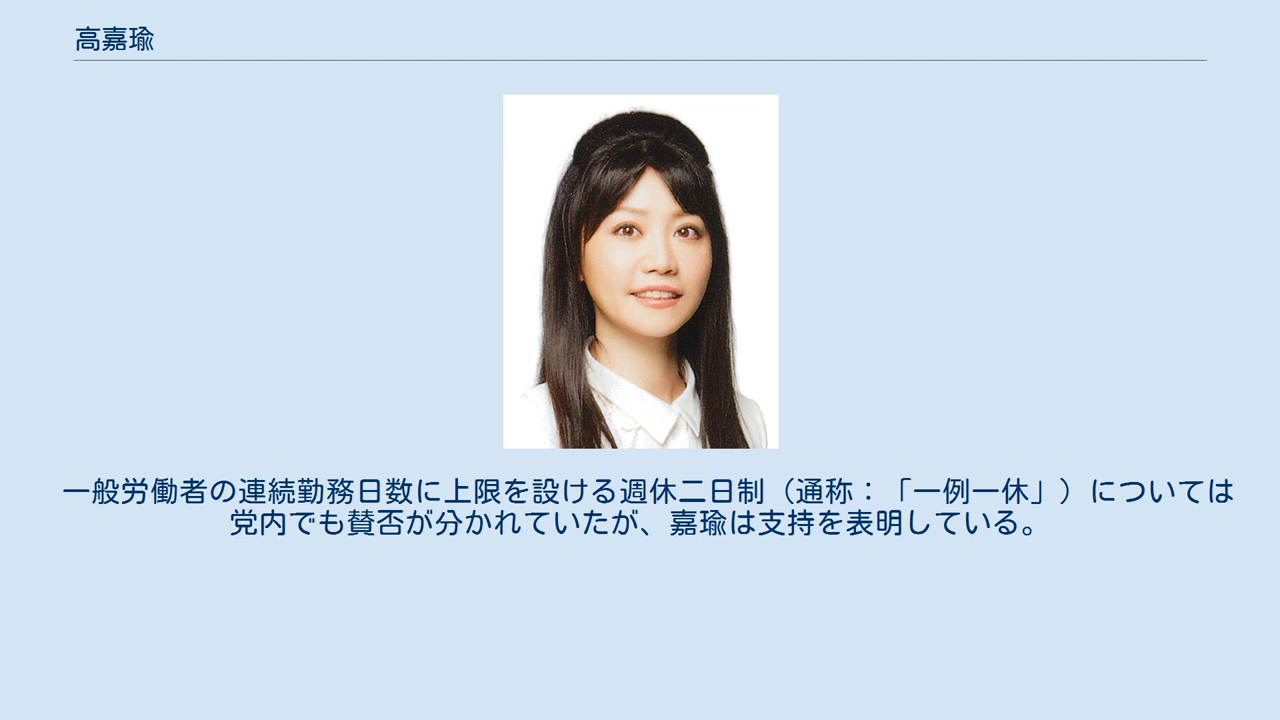 高嘉瑜
一般労働者の連続勤務日数に上限を設ける週休二日制（通称：「一例一休」）については
党内でも賛否が分かれていたが、嘉瑜は支持を表明している。